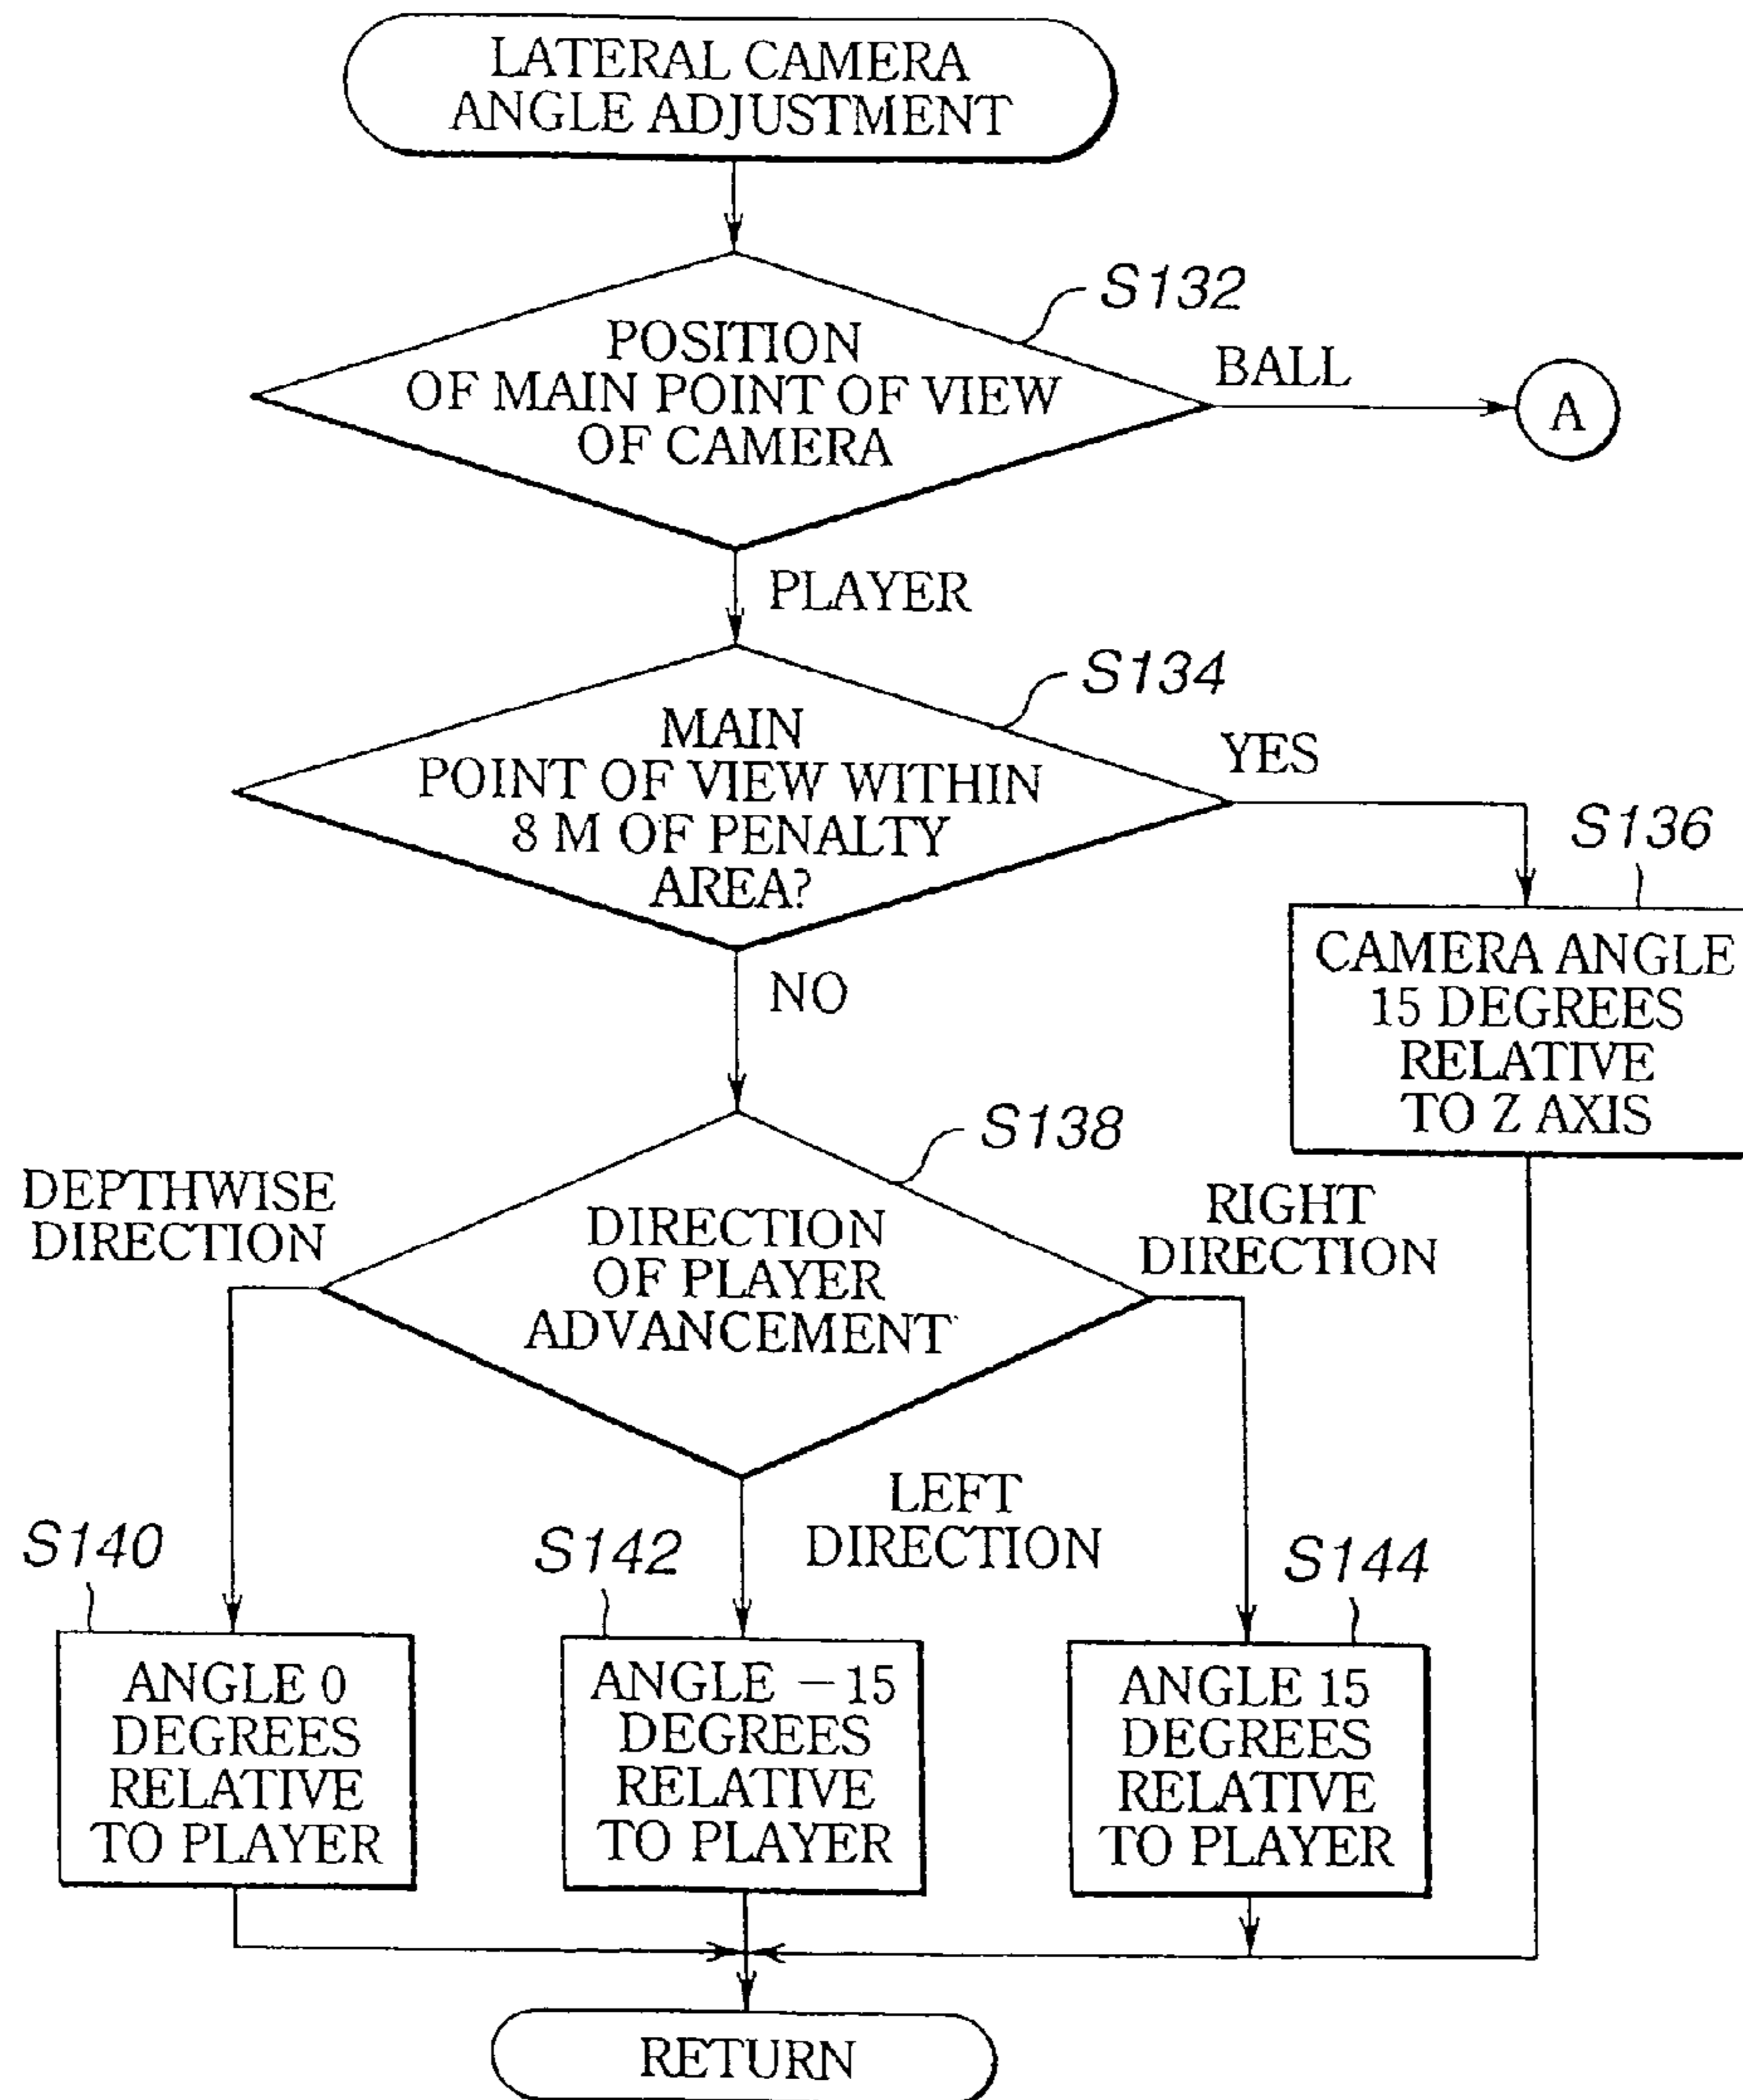 LATERAL CAMERA
ANGLE ADJUSTMENT
S132
POSITION
OF MAIN POINT OF VIEW
OF CAMERA
BALL
A
PLAYER
S134
MAIN
POINT OF VIEW WITHIN
8 M OF PENALTY
AREA?
YES
S136
CAMERA ANGLE
15 DEGREES
RELATIVE
TO Z AXIS
NO
S138
DIRECTION
OF PLAYER
ADVANCEMENT
DEPTHWISE
DIRECTION
RIGHT
DIRECTION
LEFT
DIRECTION
S140
ANGLE 0
DEGREES
RELATIVE
TO PLAYER
S142
ANGLE −15
DEGREES
RELATIVE
TO PLAYER
S144
ANGLE 15
DEGREES
RELATIVE
TO PLAYER
RETURN